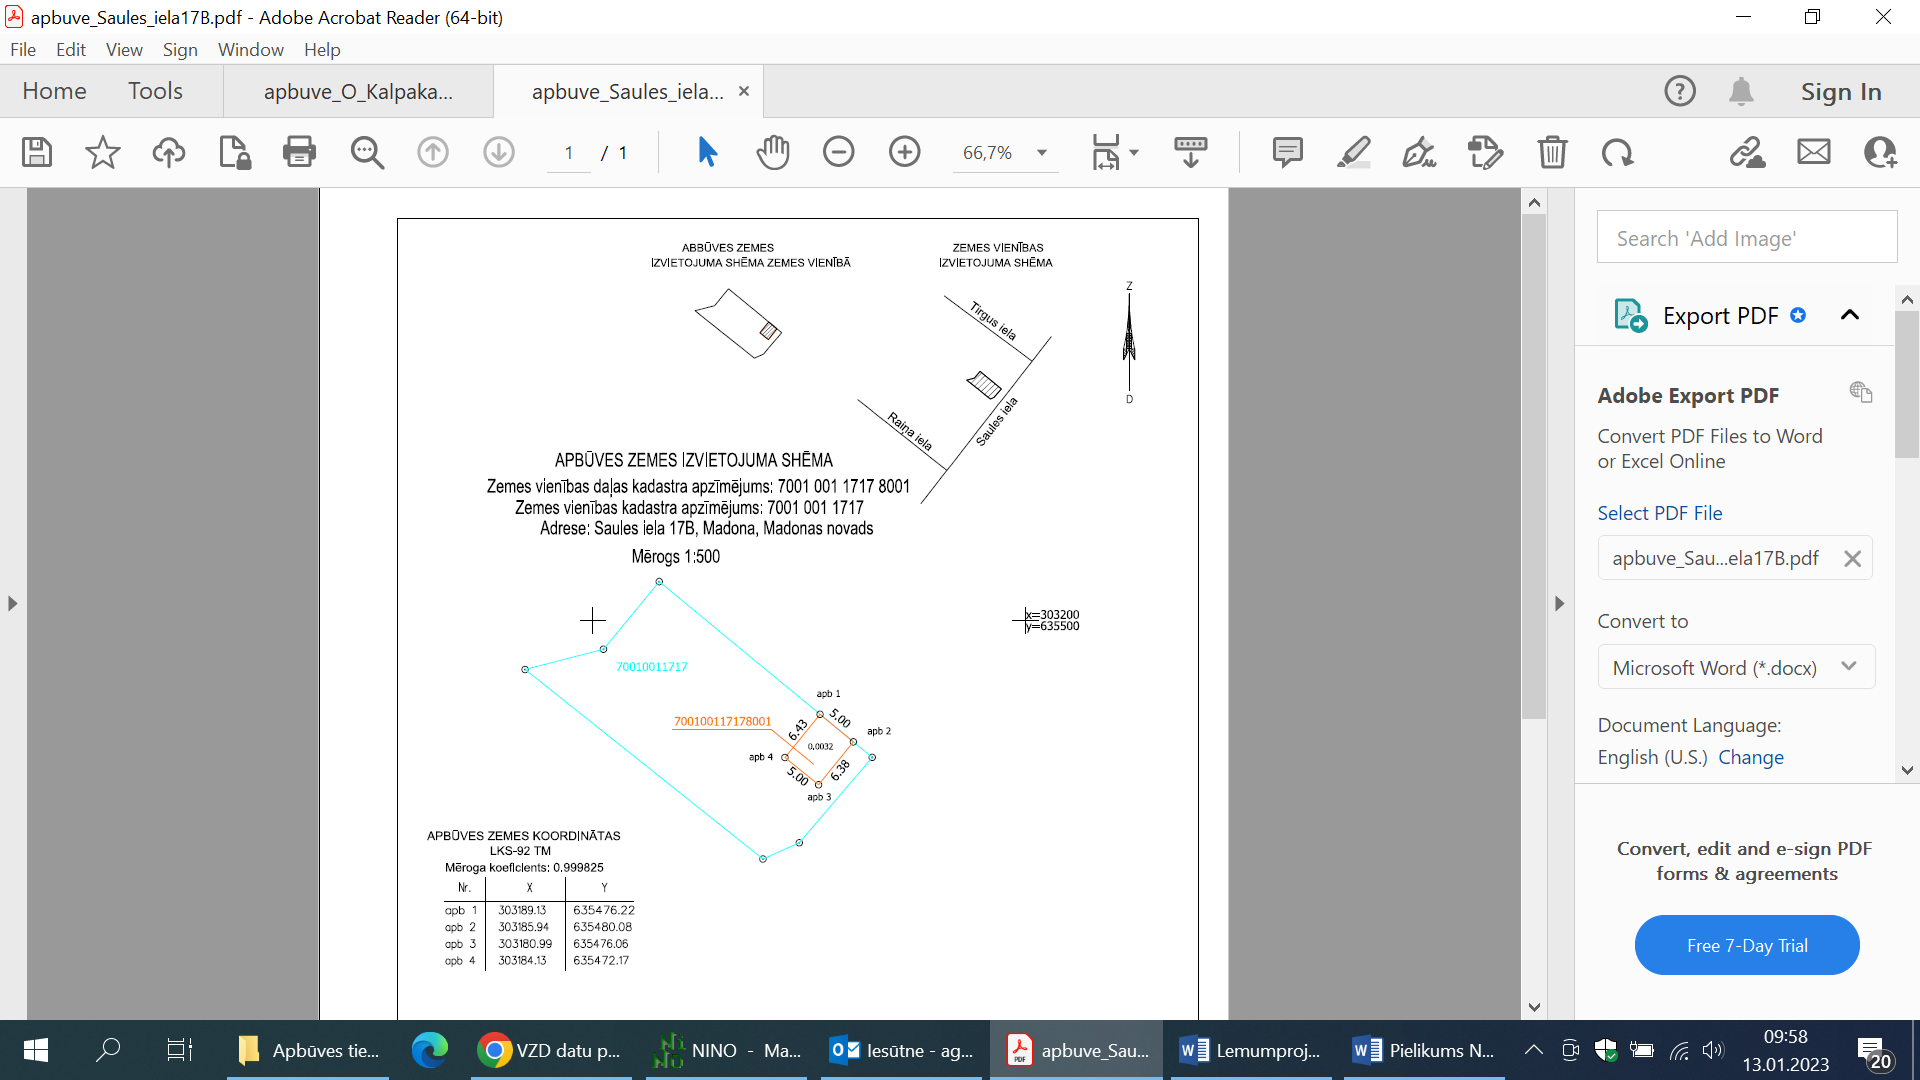 apbuve_Saules_iela17B.pdf - Adobe Acrobat Reader (64-bit)
File Edit View Sign Window Help
Home Tools apbuve_O_Kalpaka... apbuve_Saules_iela... Sign In
1 / 1 66,7%
ABBŪVES ZEMES
IZVIETOJUMA SHĒMA ZEMES VIENĪBĀ
ZEMES VIENĪBAS
IZVIETOJUMA SHĒMA
Z
D
Tirgus iela
Raiņa iela
Saules iela
APBŪVES ZEMES IZVIETOJUMA SHĒMA
Zemes vienības daļas kadastra apzīmējums: 7001 001 1717 8001
Zemes vienības kadastra apzīmējums: 7001 001 1717
Adrese: Saules iela 17B, Madona, Madonas novads
Mērogs 1:500
x=303200
y=635500
70010011717
700100117178001
apb 1
5.00
apb 2
6.43
0,0032
apb 4
5.00
6.38
apb 3
APBŪVES ZEMES KOORDINĀTAS
LKS-92 TM
Mēroga koeficients: 0.999825
Nr. X Y
apb 1 303189.13 635476.22
apb 2 303185.94 635480.08
apb 3 303180.99 635476.06
apb 4 303184.13 635472.17
Search 'Add Image'
Export PDF
Adobe Export PDF
Convert PDF Files to Word
or Excel Online
Select PDF File
apbuve_Sau...ela17B.pdf
Convert to
Microsoft Word (*.docx)
Document Language:
English (U.S.) Change
Convert, edit and e-sign PDF
forms & agreements
Free 7-Day Trial
Apbūves tie... VZD datu p... NINO - Ma... Iesūtne - ag... apbuve_Sau... Lemumproj... Pielikums N...
09:58
13.01.2023
20